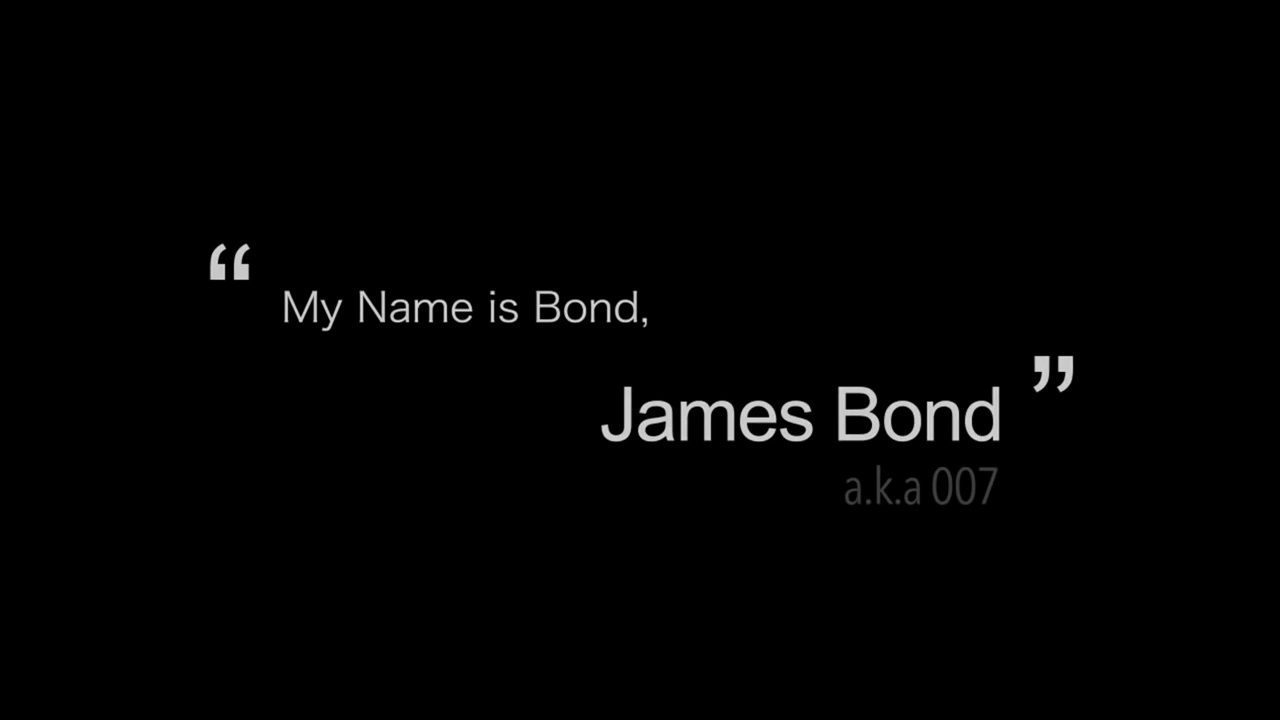 “ My Name is Bond,
James Bond ”
a.k.a 007